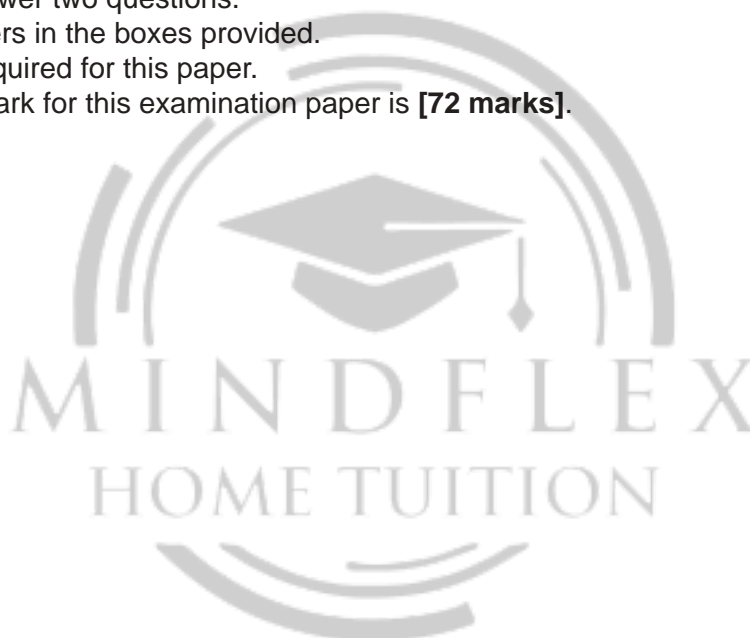 wer two questions.
ers in the boxes provided.
quired for this paper.
ark for this examination paper is [72 marks].
MINDFLEX
HOME TUITION